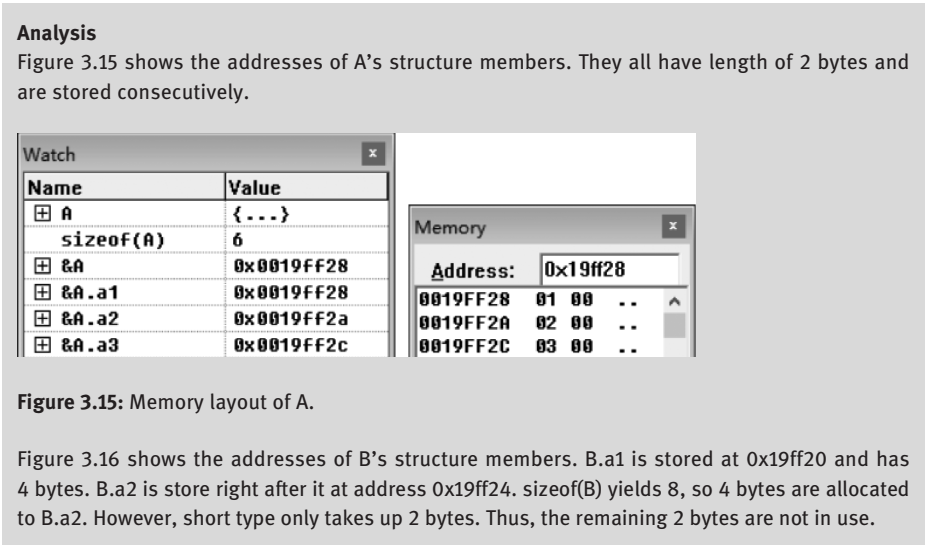 Analysis
Figure 3.15 shows the addresses of A's structure members. They all have length of 2 bytes and
are stored consecutively.
Watch x
Name Value
A {...}
sizeof(A) 6
&A 0x0019ff28
&A.a1 0x0019ff28
&A.a2 0x0019ff2a
&A.a3 0x0019ff2c
Memory x
Address: 0x19ff28
0019FF28 01 00 ..
0019FF2A 02 00 ..
0019FF2C 03 00 ..
Figure 3.15: Memory layout of A.
Figure 3.16 shows the addresses of B's structure members. B.a1 is stored at 0x19ff20 and has
4 bytes. B.a2 is store right after it at address 0x19ff24. sizeof(B) yields 8, so 4 bytes are allocated
to B.a2. However, short type only takes up 2 bytes. Thus, the remaining 2 bytes are not in use.